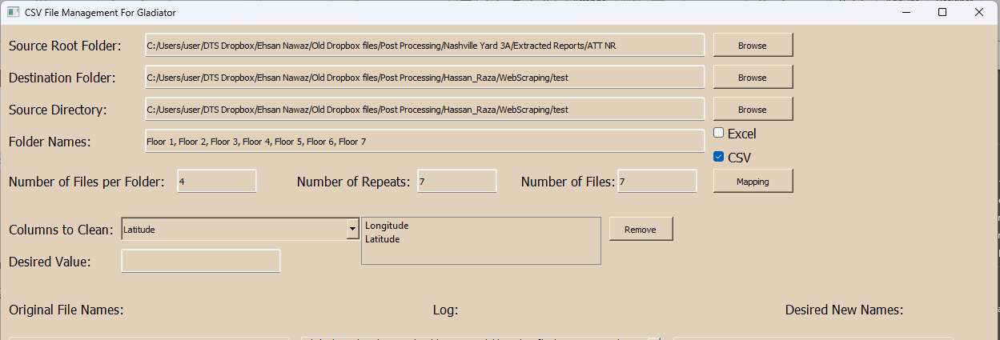 CSV File Management For Gladiator
Source Root Folder: C:/Users/user/DTS Dropbox/Ehsan Nawaz/Old Dropbox files/Post Processing/Nashville Yard 3A/Extracted Reports/ATT NR Browse
Destination Folder: C:/Users/user/DTS Dropbox/Ehsan Nawaz/Old Dropbox files/Post Processing/Hassan_Raza/WebScraping/test Browse
Source Directory: C:/Users/user/DTS Dropbox/Ehsan Nawaz/Old Dropbox files/Post Processing/Hassan_Raza/WebScraping/test Browse
Folder Names: Floor 1, Floor 2, Floor 3, Floor 4, Floor 5, Floor 6, Floor 7 Excel
CSV
Number of Files per Folder: 4 Number of Repeats: 7 Number of Files: 7 Mapping
Columns to Clean: Latitude Longitude Remove
Latitude
Desired Value:
Original File Names: Log: Desired New Names: